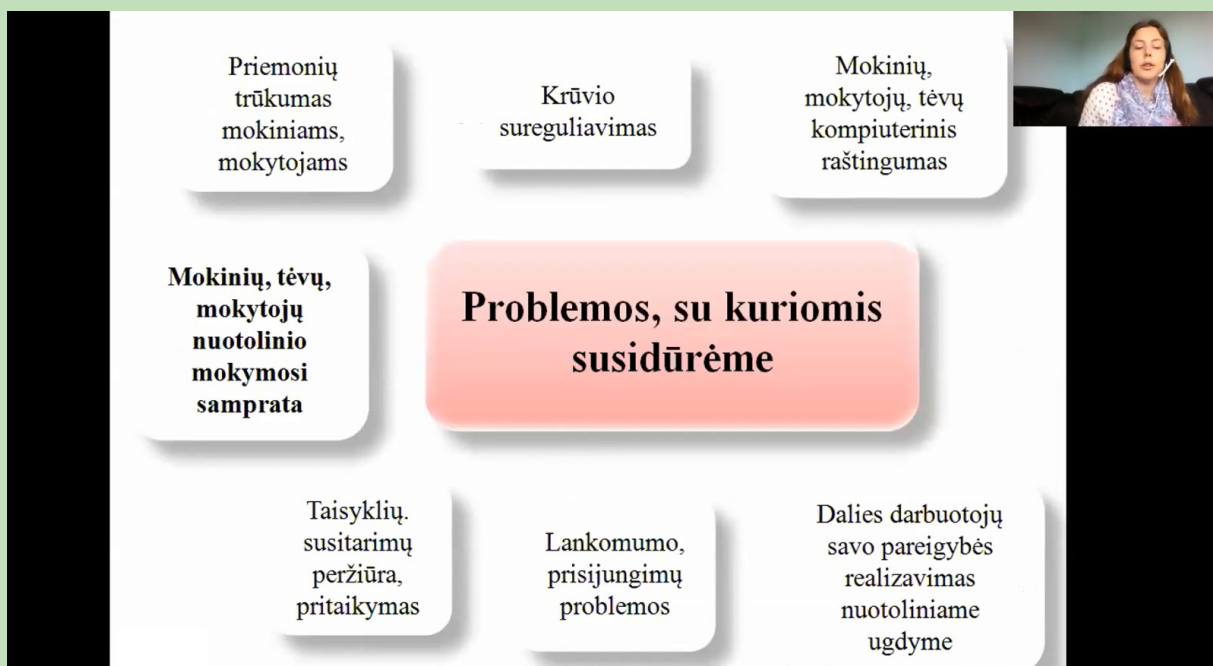 Priemonių
trūkumas
mokiniams,
mokytojams
Krūvio
sureguliavimas
Mokinių,
mokytojų, tėvų
kompiuterinis
raštingumas
Mokinių, tėvų,
mokytojų
nuotolinio
mokymosi
samprata
Problemos, su kuriomis
susidūrėme
Taisyklių.
susitarimų
peržiūra,
pritaikymas
Lankomumo,
prisijungimų
problemos
Dalies darbuotojų
savo pareigybės
realizavimas
nuotoliniame
ugdyme